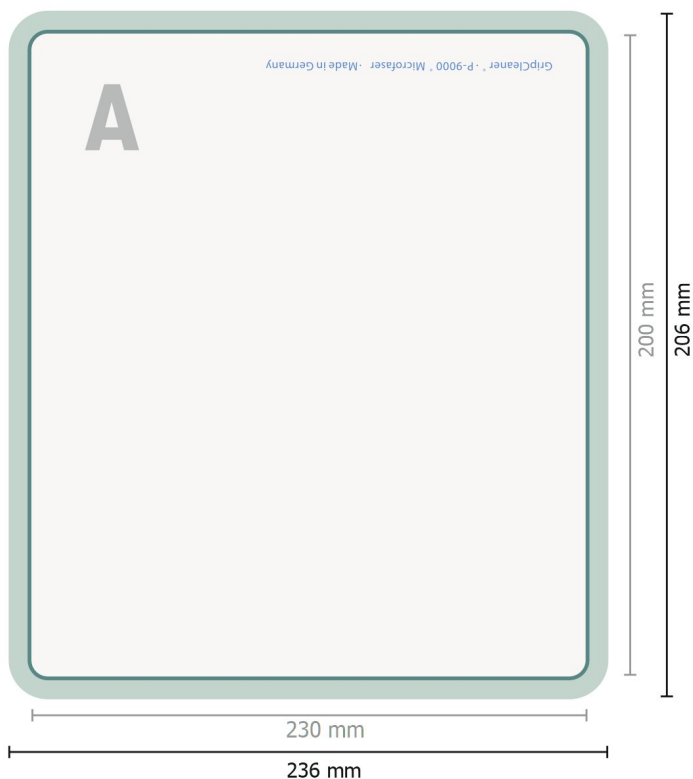 GripCleaner ® · P-9000 ® Microfaser · Made in Germany
A
200 mm
206 mm
230 mm
236 mm